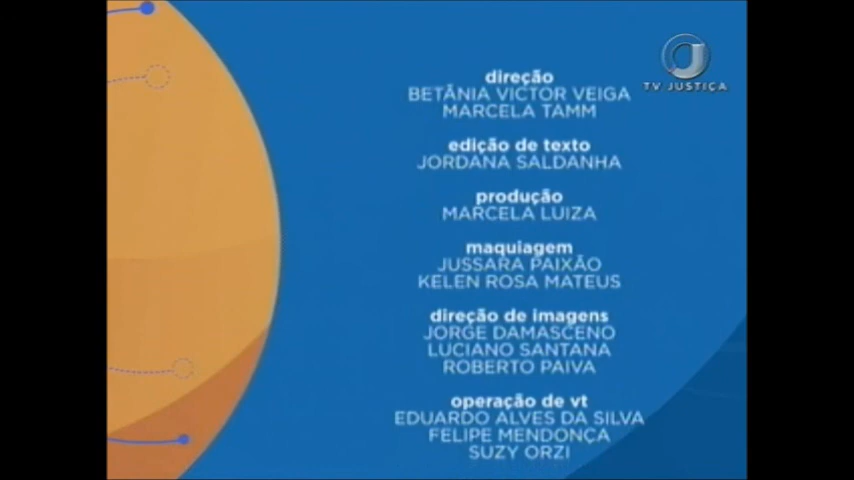 direção
BETÂNIA VICTOR VEIGA
MARCELA TAMM
edição de texto
JORDANA SALDANHA
produção
MARCELA LUIZA
maquiagem
JUSSARA PAIXÃO
KELEN ROSA MATEUS
direção de imagens
JORGE DAMASCENO
LUCIANO SANTANA
ROBERTO PAIVA
operação de vt
EDUARDO ALVES DA SILVA
FELIPE MENDONÇA
SUZY ORZI
TV JUSTIÇA